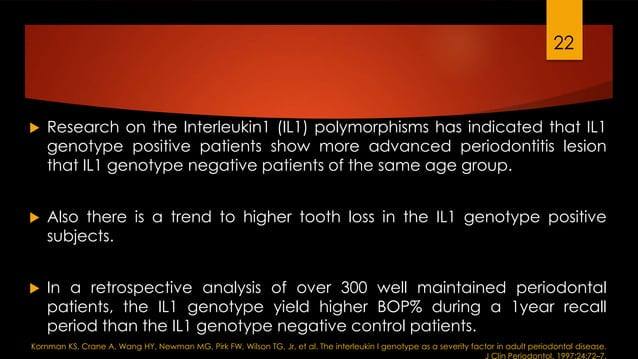 22
Research on the Interleukin1 (IL1) polymorphisms has indicated that IL1
genotype positive patients show more advanced periodontitis lesion
that IL1 genotype negative patients of the same age group.
Also there is a trend to higher tooth loss in the IL1 genotype positive
subjects.
In a retrospective analysis of over 300 well maintained periodontal
patients, the IL1 genotype yield higher BOP% during a 1year recall
period than the IL1 genotype negative control patients.
Kornman KS, Crane A, Wang HY, Newman MG, Pirk FW, Wilson TG, Jr, et al. The interleukin I genotype as a severity factor in adult periodontal disease.
J Clin Periodontol. 1997;24:72–7.